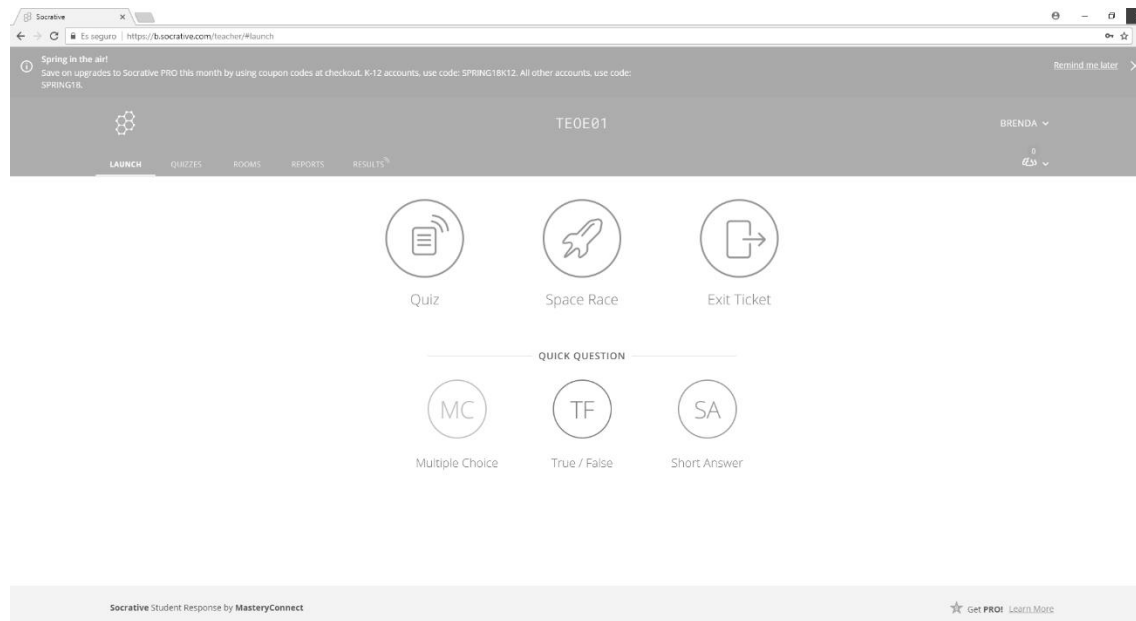 Socrative
Es seguro | https://b.socrative.com/teacher/#launch
Spring in the air!
Save on upgrades to Socrative PRO this month by using coupon codes at checkout. K-12 accounts, use code: SPRING18K12. All other accounts, use code:
SPRING18.
Remind me later
TEOE01
BRENDA
LAUNCH QUIZZES ROOMS REPORTS RESULTS
0
Quiz Space Race Exit Ticket
QUICK QUESTION
MC TF SA
Multiple Choice True / False Short Answer
Socrative Student Response by MasteryConnect
Get PRO! Learn More